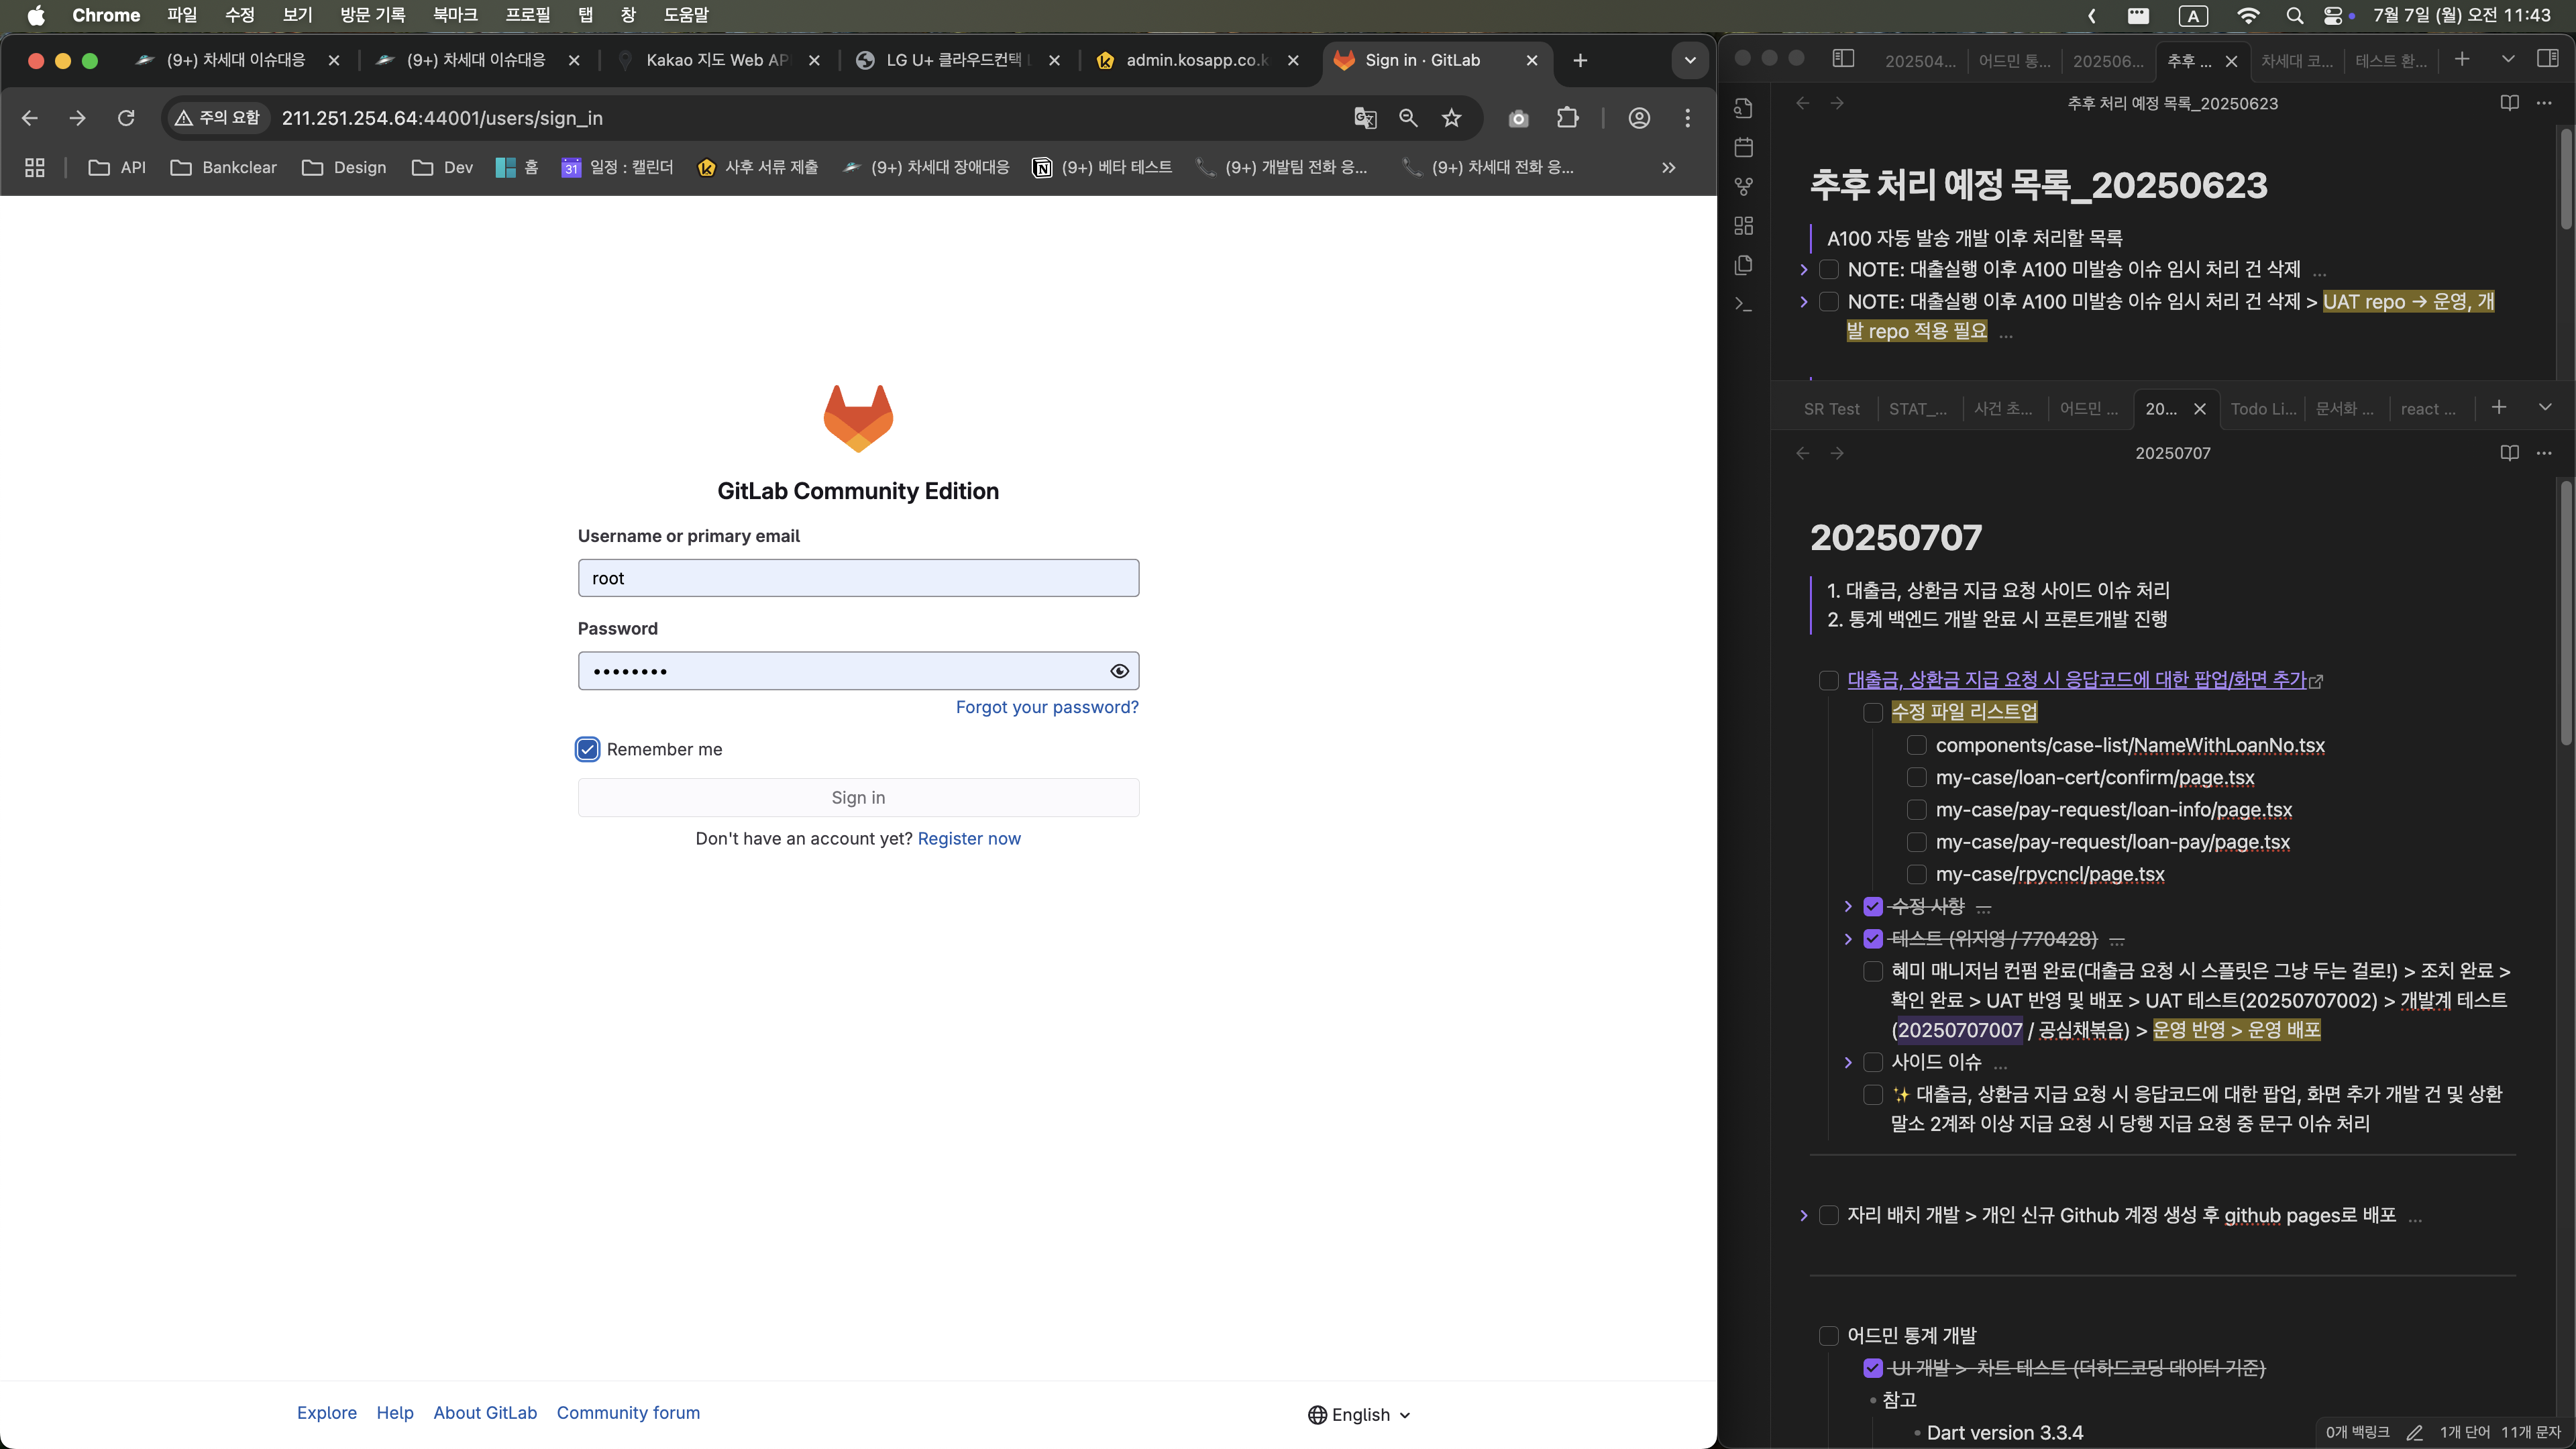 Chrome 파일 수정 보기 방문 기록 북마크 프로필 탭 창 도움말
A 7월 7일 (월) 오전 11:43
(9+) 차세대 이슈대응
(9+) 차세대 이슈대응
Kakao 지도 Web AP
LG U+ 클라우드컨택
admin.kosapp.co.k
Sign in · GitLab
주의 요함 211.251.254.64:44001/users/sign_in
API Bankclear Design Dev 홈 31 일정 : 캘린더 사후 서류 제출 (9+) 차세대 장애대응 (9+) 베타 테스트 (9+) 개발팀 전화 응... (9+) 차세대 전화 응...
GitLab Community Edition
Username or primary email
root
Password
••••••••
Forgot your password?
Remember me
Sign in
Don't have an account yet? Register now
Explore Help About GitLab Community forum English
202504... 어드민 통... 202506... 추후 ... 차세대 코... 테스트 환...
추후 처리 예정 목록_20250623
추후 처리 예정 목록_20250623
A100 자동 발송 개발 이후 처리할 목록
NOTE: 대출실행 이후 A100 미발송 이슈 임시 처리 건 삭제 ...
NOTE: 대출실행 이후 A100 미발송 이슈 임시 처리 건 삭제 > UAT repo → 운영, 개
발 repo 적용 필요 ...
SR Test STAT_... 사건 초... 어드민 ... 20... Todo Li... 문서화 ... react ...
20250707
20250707
1. 대출금, 상환금 지급 요청 사이드 이슈 처리
2. 통계 백엔드 개발 완료 시 프론트개발 진행
대출금, 상환금 지급 요청 시 응답코드에 대한 팝업/화면 추가
수정 파일 리스트업
components/case-list/NameWithLoanNo.tsx
my-case/loan-cert/confirm/page.tsx
my-case/pay-request/loan-info/page.tsx
my-case/pay-request/loan-pay/page.tsx
my-case/rpycncl/page.tsx
수정 사항 ...
테스트 (위지영 / 770428) ...
혜미 매니저님 컨펌 완료(대출금 요청 시 스플릿은 그냥 두는 걸로!) > 조치 완료 >
확인 완료 > UAT 반영 및 배포 > UAT 테스트(20250707002) > 개발계 테스트
(20250707007 / 공심채볶음) > 운영 반영 > 운영 배포
사이드 이슈 ...
✨ 대출금, 상환금 지급 요청 시 응답코드에 대한 팝업, 화면 추가 개발 건 및 상환
말소 2계좌 이상 지급 요청 시 당행 지급 요청 중 문구 이슈 처리
자리 배치 개발 > 개인 신규 Github 계정 생성 후 github pages로 배포 ...
어드민 통계 개발
UI 개발 > 차트 테스트 (더하드코딩 데이터 기준)
• 참고
• Dart version 3.3.4
0개 백링크 1개 단어 11개 문자